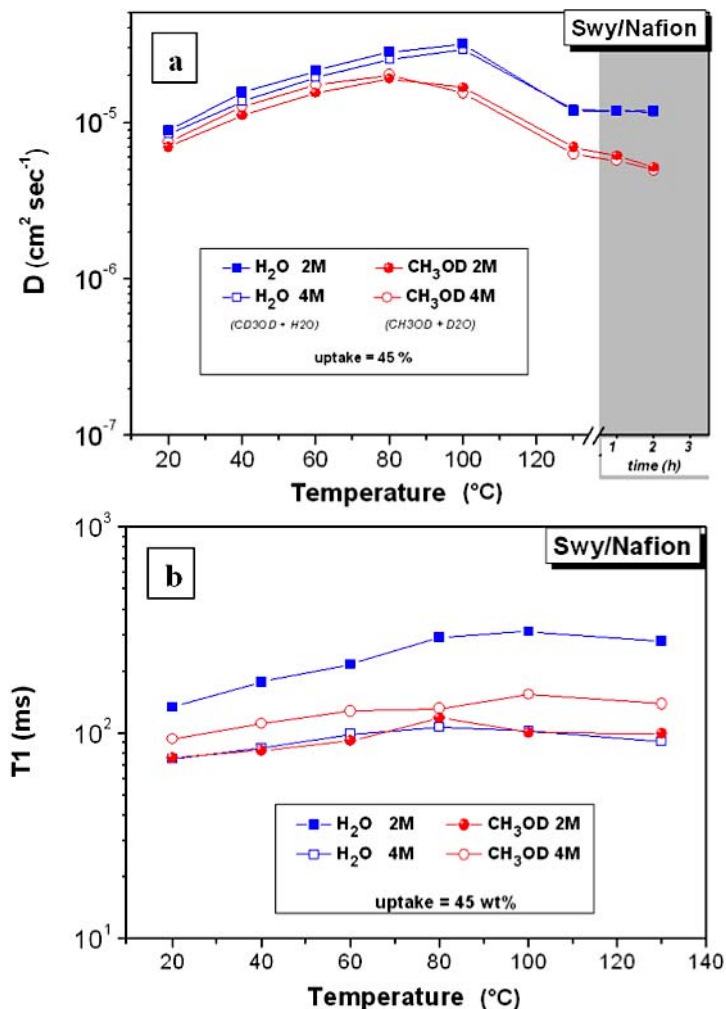 a
Swy/Nafion
D (cm² sec⁻¹)
10⁻⁵
10⁻⁶
10⁻⁷
H₂O 2M
CH₃OD 2M
H₂O 4M
CH₃OD 4M
(CD3OD + H2O)
(CH3OD + D2O)
uptake = 45 %
20 40 60 80 100 120
1 2 3
time (h)
Temperature (°C)
b
Swy/Nafion
T1 (ms)
10³
10²
10¹
H₂O 2M
CH₃OD 2M
H₂O 4M
CH₃OD 4M
uptake = 45 wt%
20 40 60 80 100 120 140
Temperature (°C)